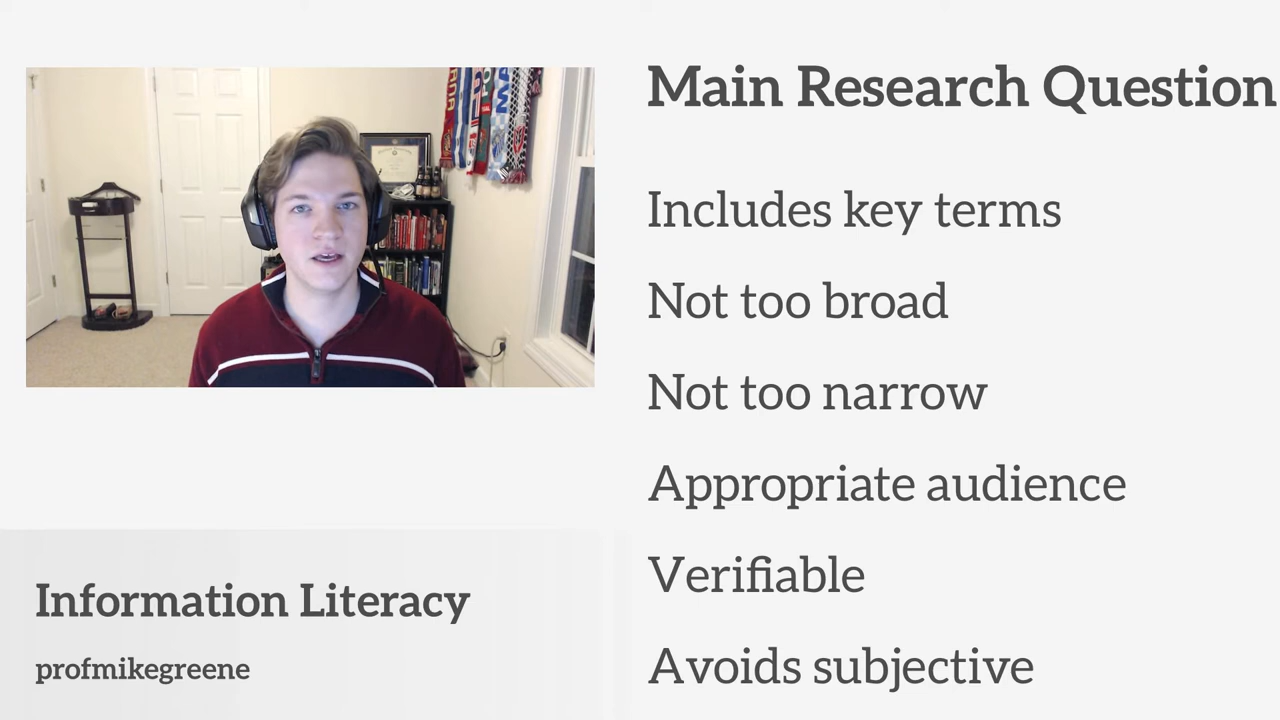 Main Research Question
Includes key terms
Not too broad
Not too narrow
Appropriate audience
Verifiable
Avoids subjective
Information Literacy
profmikegreene